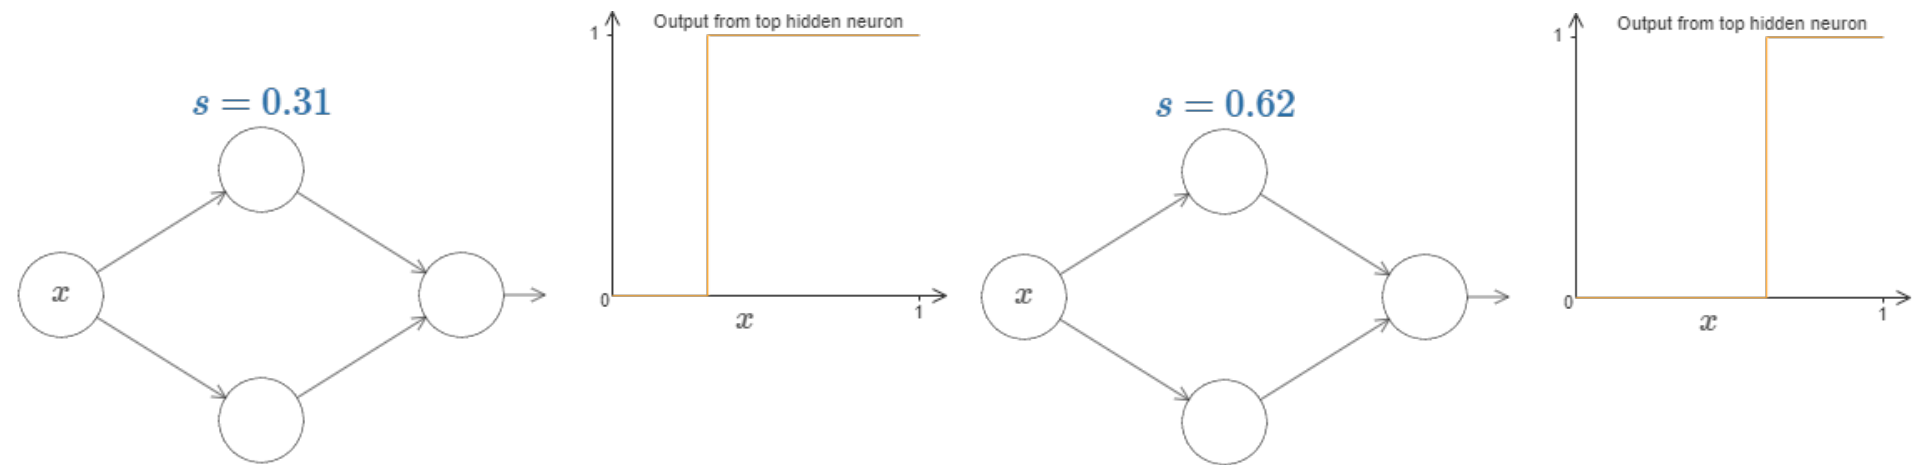 s = 0.31
x
Output from top hidden neuron
1
0
1
x
s = 0.62
x
Output from top hidden neuron
1
0
1
x